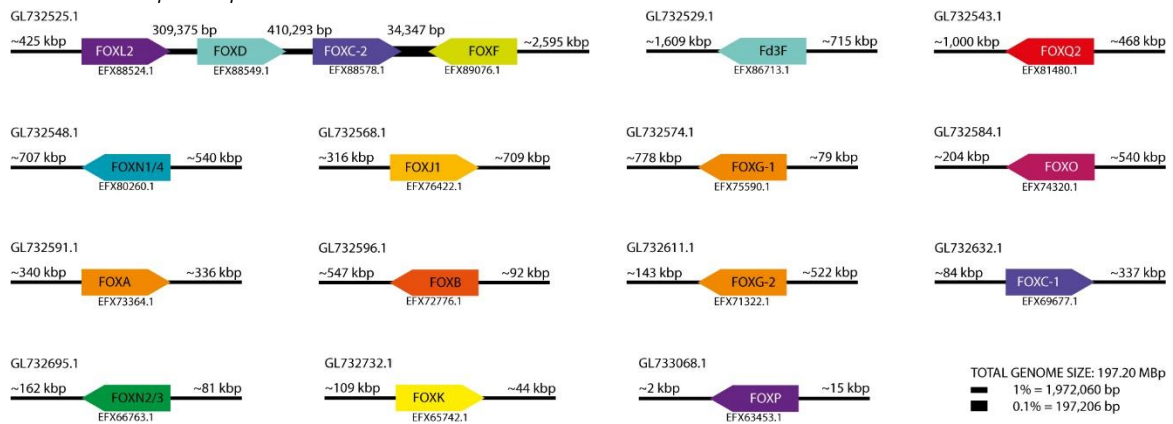 GL732525.1
~425 kbp FOXL2 309,375 bp FOXD 410,293 bp FOXC-2 34,347 bp FOXF ~2,595 kbp
EFX88524.1 EFX88549.1 EFX88578.1 EFX89076.1
GL732529.1
~1,609 kbp Fd3F ~715 kbp
EFX86713.1
GL732543.1
~1,000 kbp FOXQ2 ~468 kbp
EFX81480.1
GL732548.1
~707 kbp FOXN1/4 ~540 kbp
EFX80260.1
GL732568.1
~316 kbp FOXJ1 ~709 kbp
EFX76422.1
GL732574.1
~778 kbp FOXG-1 ~79 kbp
EFX75590.1
GL732584.1
~204 kbp FOXO ~540 kbp
EFX74320.1
GL732591.1
~340 kbp FOXA ~336 kbp
EFX73364.1
GL732596.1
~547 kbp FOXB ~92 kbp
EFX72776.1
GL732611.1
~143 kbp FOXG-2 ~522 kbp
EFX71322.1
GL732632.1
~84 kbp FOXC-1 ~337 kbp
EFX69677.1
GL732695.1
~162 kbp FOXN2/3 ~81 kbp
EFX66763.1
GL732732.1
~109 kbp FOXK ~44 kbp
EFX65742.1
GL733068.1
~2 kbp FOXP ~15 kbp
EFX63453.1
TOTAL GENOME SIZE: 197.20 MBp
1% = 1,972,060 bp
0.1% = 197,206 bp